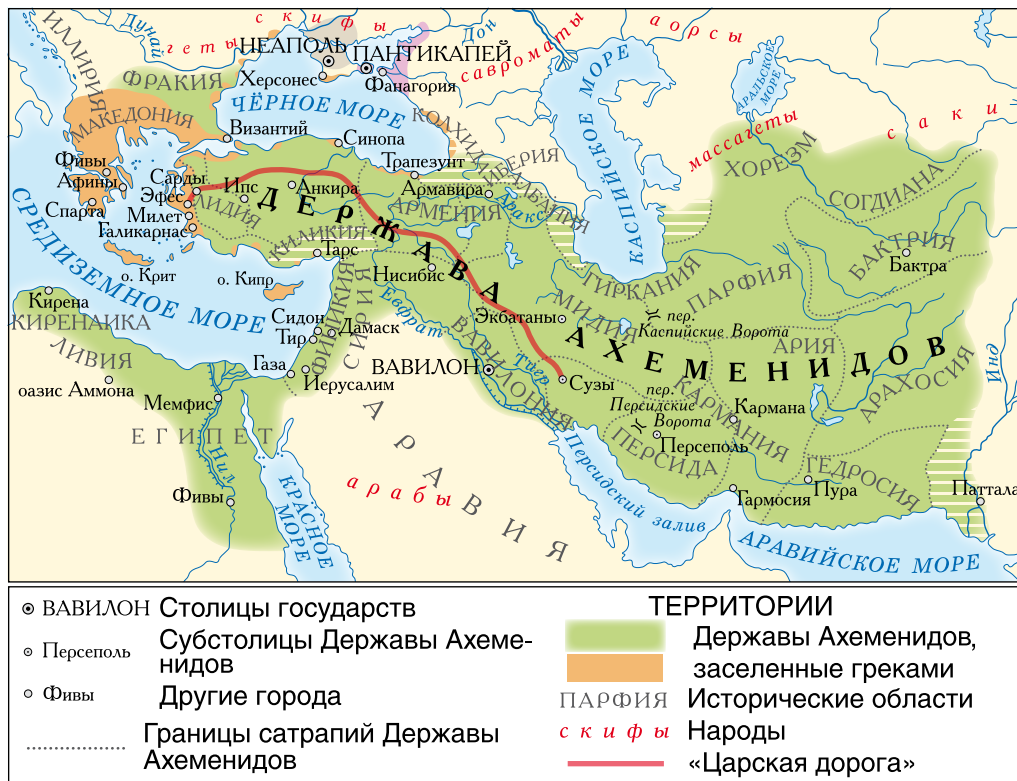 скифы
аорсы
Дунай
геты
Дон
савроматы
НЕАПОЛЬ
ПАНТИКАПЕЙ
ИЛЛИРИЯ
ФРАКИЯ
Херсонес
Фанагория
КАСПИЙСКОЕ МОРЕ
АРАЛЬСКОЕ
МОРЕ
ЧЁРНОЕ МОРЕ
МАКЕДОНИЯ
КОЛХИДА
массагеты
саки
Византий
Синопа
ИБЕРИЯ
ХОРЕЗМ
Фивы
Трапезунт
АЛБАНИЯ
Афины
Сарды
Ипс
Анкира
Армавира
Аракс
СОГДИАНА
Эфес
ЛИДИЯ
АРМЕНИЯ
Спарта
Милет
Галикарнас
ДЕРЖАВА
КИЛИКИЯ
БАКТРИЯ
СРЕДИЗЕМНОЕ МОРЕ
Тарс
Бактра
о. Крит
о. Кипр
Нисибис
ГИРКАНИЯ
ПАРФИЯ
Кирена
Евфрат
МИДИЯ
КИРЕНАИКА
Сидон
Дамаск
СИРИЯ
ФИНИКИЯ
Экбатаны
пер.
Каспийские Ворота
Тир
АХЕМЕНИДОВ
АРИЯ
Инд
ЛИВИЯ
ВАВИЛОНИЯ
Газа
ВАВИЛОН
Тигр
оазис Аммона
Иерусалим
Сузы
АРАХОСИЯ
Мемфис
пер.
Персидские
Ворота
КАРМАНИЯ
Кармана
ЕГИПЕТ
АРАВИЯ
ПЕРСИДА
Персеполь
Нил
арабы
Персидский залив
ГЕДРОСИЯ
Фивы
КРАСНОЕ
МОРЕ
Гармосия
Пура
Паттала
АРАВИЙСКОЕ МОРЕ
ВАВИЛОН Столицы государств
Персеполь Субстолицы Державы Ахеме-
нидов
Фивы Другие города
Границы сатрапий Державы
Ахеменидов
ТЕРРИТОРИИ
Державы Ахеменидов,
заселенные греками
ПАРФИЯ Исторические области
скифы Народы
«Царская дорога»